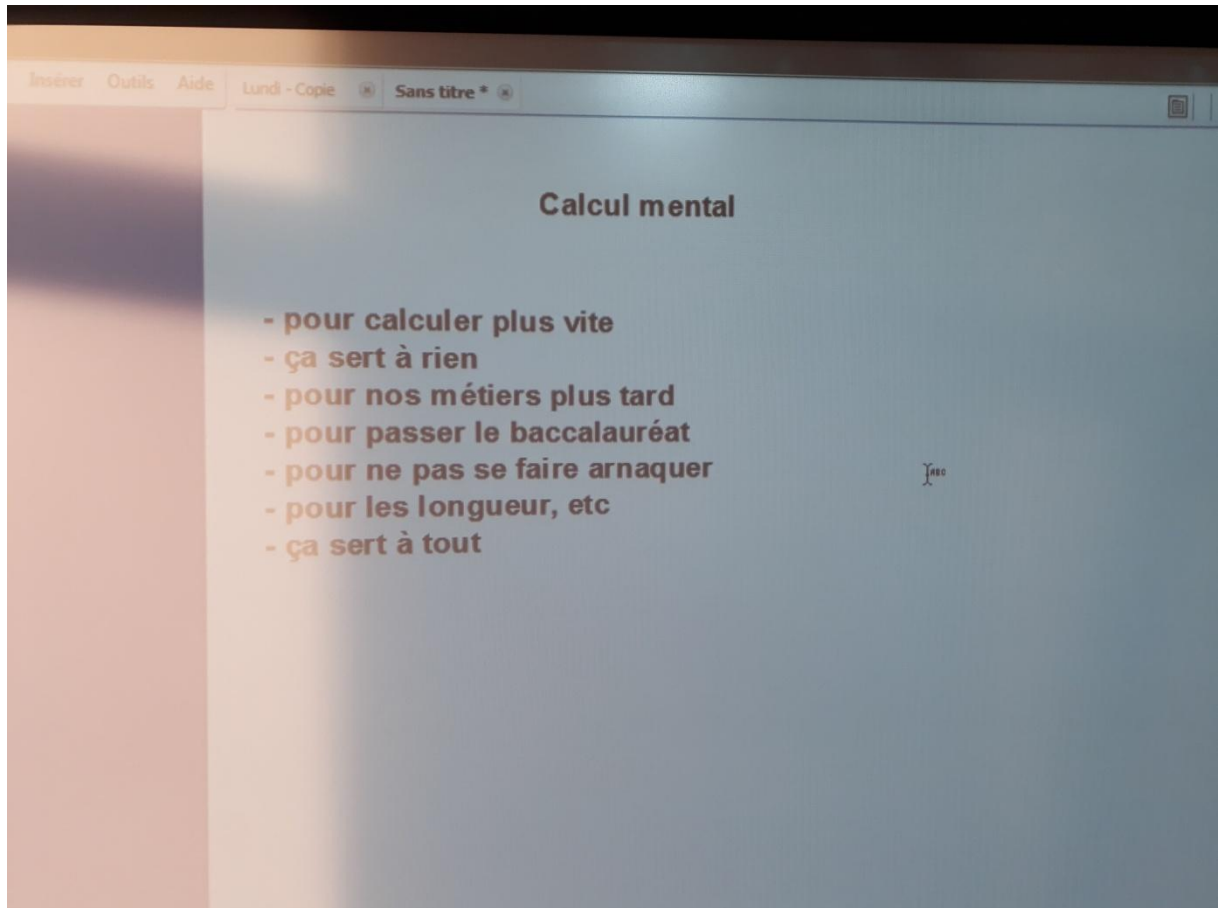 Insérer Outils Aide Lundi - Copie Sans titre *
Calcul mental
- pour calculer plus vite
- ça sert à rien
- pour nos métiers plus tard
- pour passer le baccalauréat
- pour ne pas se faire arnaquer
ABC
- pour les longueur, etc
- ça sert à tout